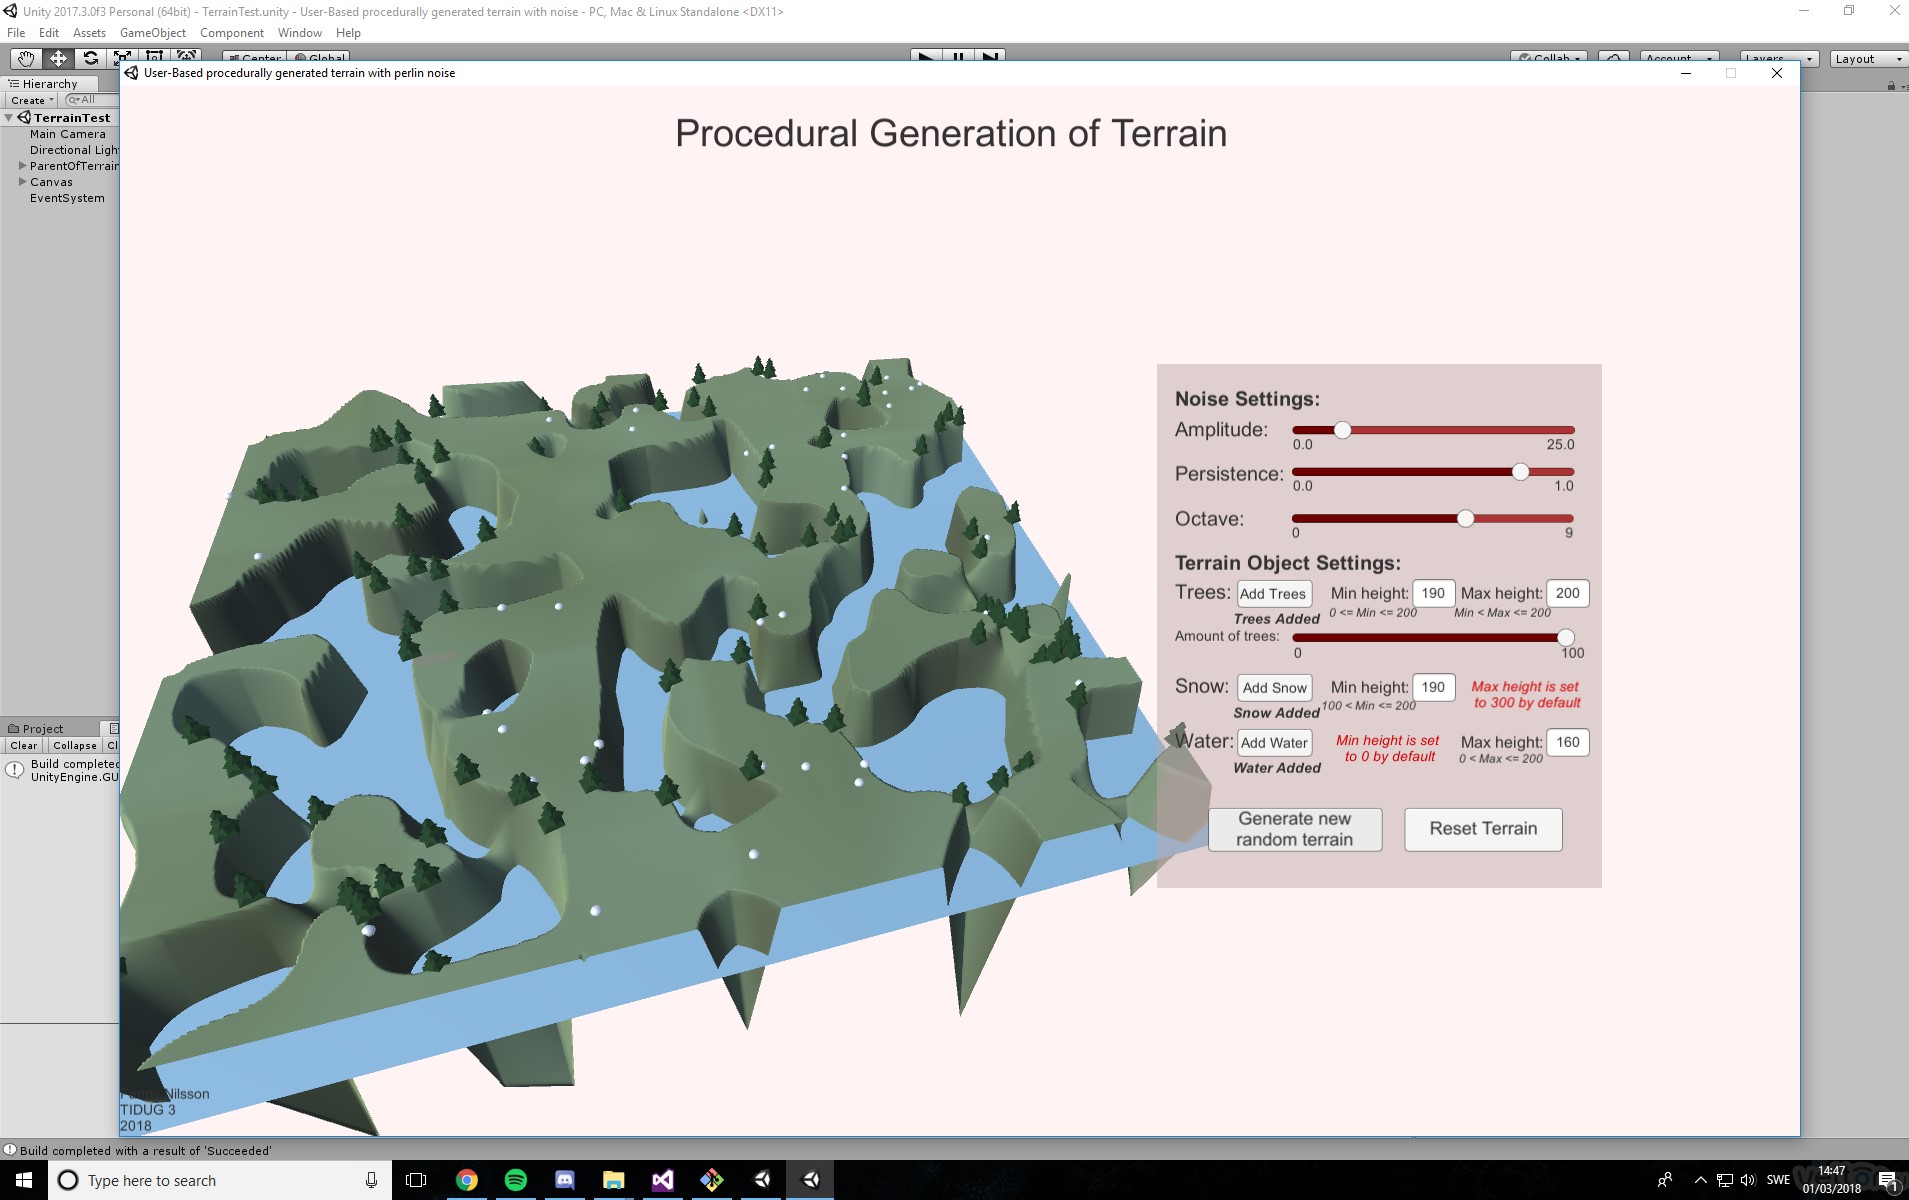 Unity 2017.3.0f3 Personal (64bit) - TerrainTest.unity - User-Based procedurally generated terrain with noise - PC, Mac & Linux Standalone <DX11>
File Edit Assets GameObject Component Window Help
Center Global Collab Account Layers Layout
Hierarchy
Create All
TerrainTest
Main Camera
Directional Ligh
ParentOfTerrain
Canvas
EventSystem
User-Based procedurally generated terrain with perlin noise
Procedural Generation of Terrain
Noise Settings:
Amplitude:
0.0 25.0
Persistence:
0.0 1.0
Octave:
0 9
Terrain Object Settings:
Trees: Add Trees Min height: 190 Max height: 200
Trees Added 0 <= Min <= 200 Min < Max <= 200
Amount of trees:
0 100
Snow: Add Snow Min height: 190 Max height is set
to 300 by default
Snow Added 100 < Min <= 200
Water: Add Water Min height is set
to 0 by default
Max height: 160
Water Added 0 < Max <= 200
Generate new
random terrain
Reset Terrain
Nilsson
TIDUG 3
2018
Project
Clear Collapse Cl
Build complete
UnityEngine.GU
Build completed with a result of 'Succeeded'
Type here to search
SWE
14:47
01/03/2018
1